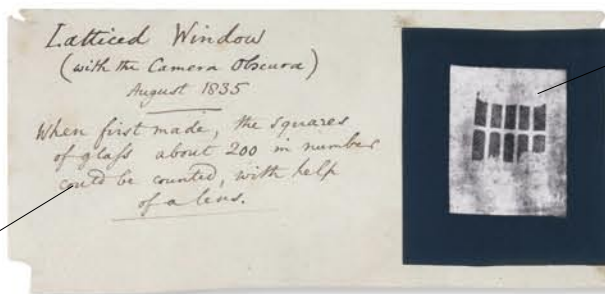 Latticed Window
(with the Camera Obscura)
August 1835
When first made, the squares
of glass about 200 in number
could be counted, with help
of a lens.